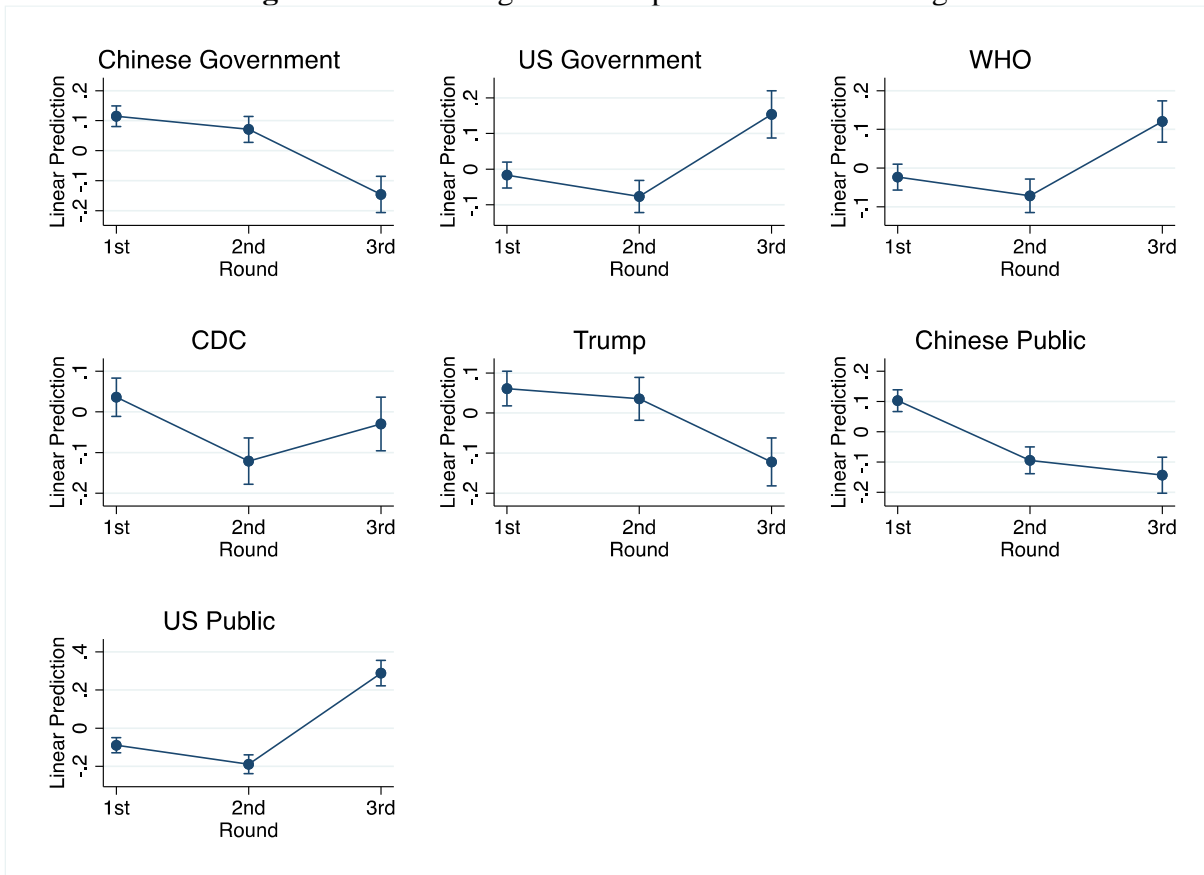 Chinese Government
US Government
WHO
Linear Prediction
-.2 -.1 0 .1 .2
1st 2nd 3rd
Round
Linear Prediction
-.1 0 .1 .2
1st 2nd 3rd
Round
Linear Prediction
-.1 0 .1 .2
1st 2nd 3rd
Round
CDC
Trump
Chinese Public
Linear Prediction
-.2 -.1 0 .1
1st 2nd 3rd
Round
Linear Prediction
-.2 -.1 0 .1
1st 2nd 3rd
Round
Linear Prediction
-.2 -.1 0 .1 .2
1st 2nd 3rd
Round
US Public
Linear Prediction
-.2 0 .2 .4
1st 2nd 3rd
Round